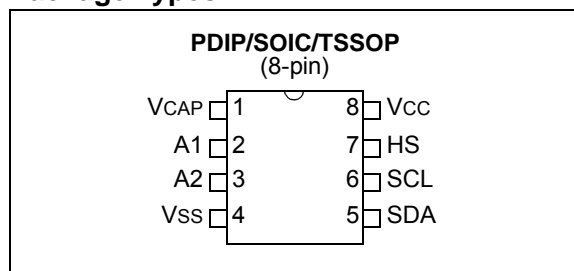 PDIP/SOIC/TSSOP
(8-pin)
VCAP 1 8 VCC
A1 2 7 HS
A2 3 6 SCL
VSS 4 5 SDA